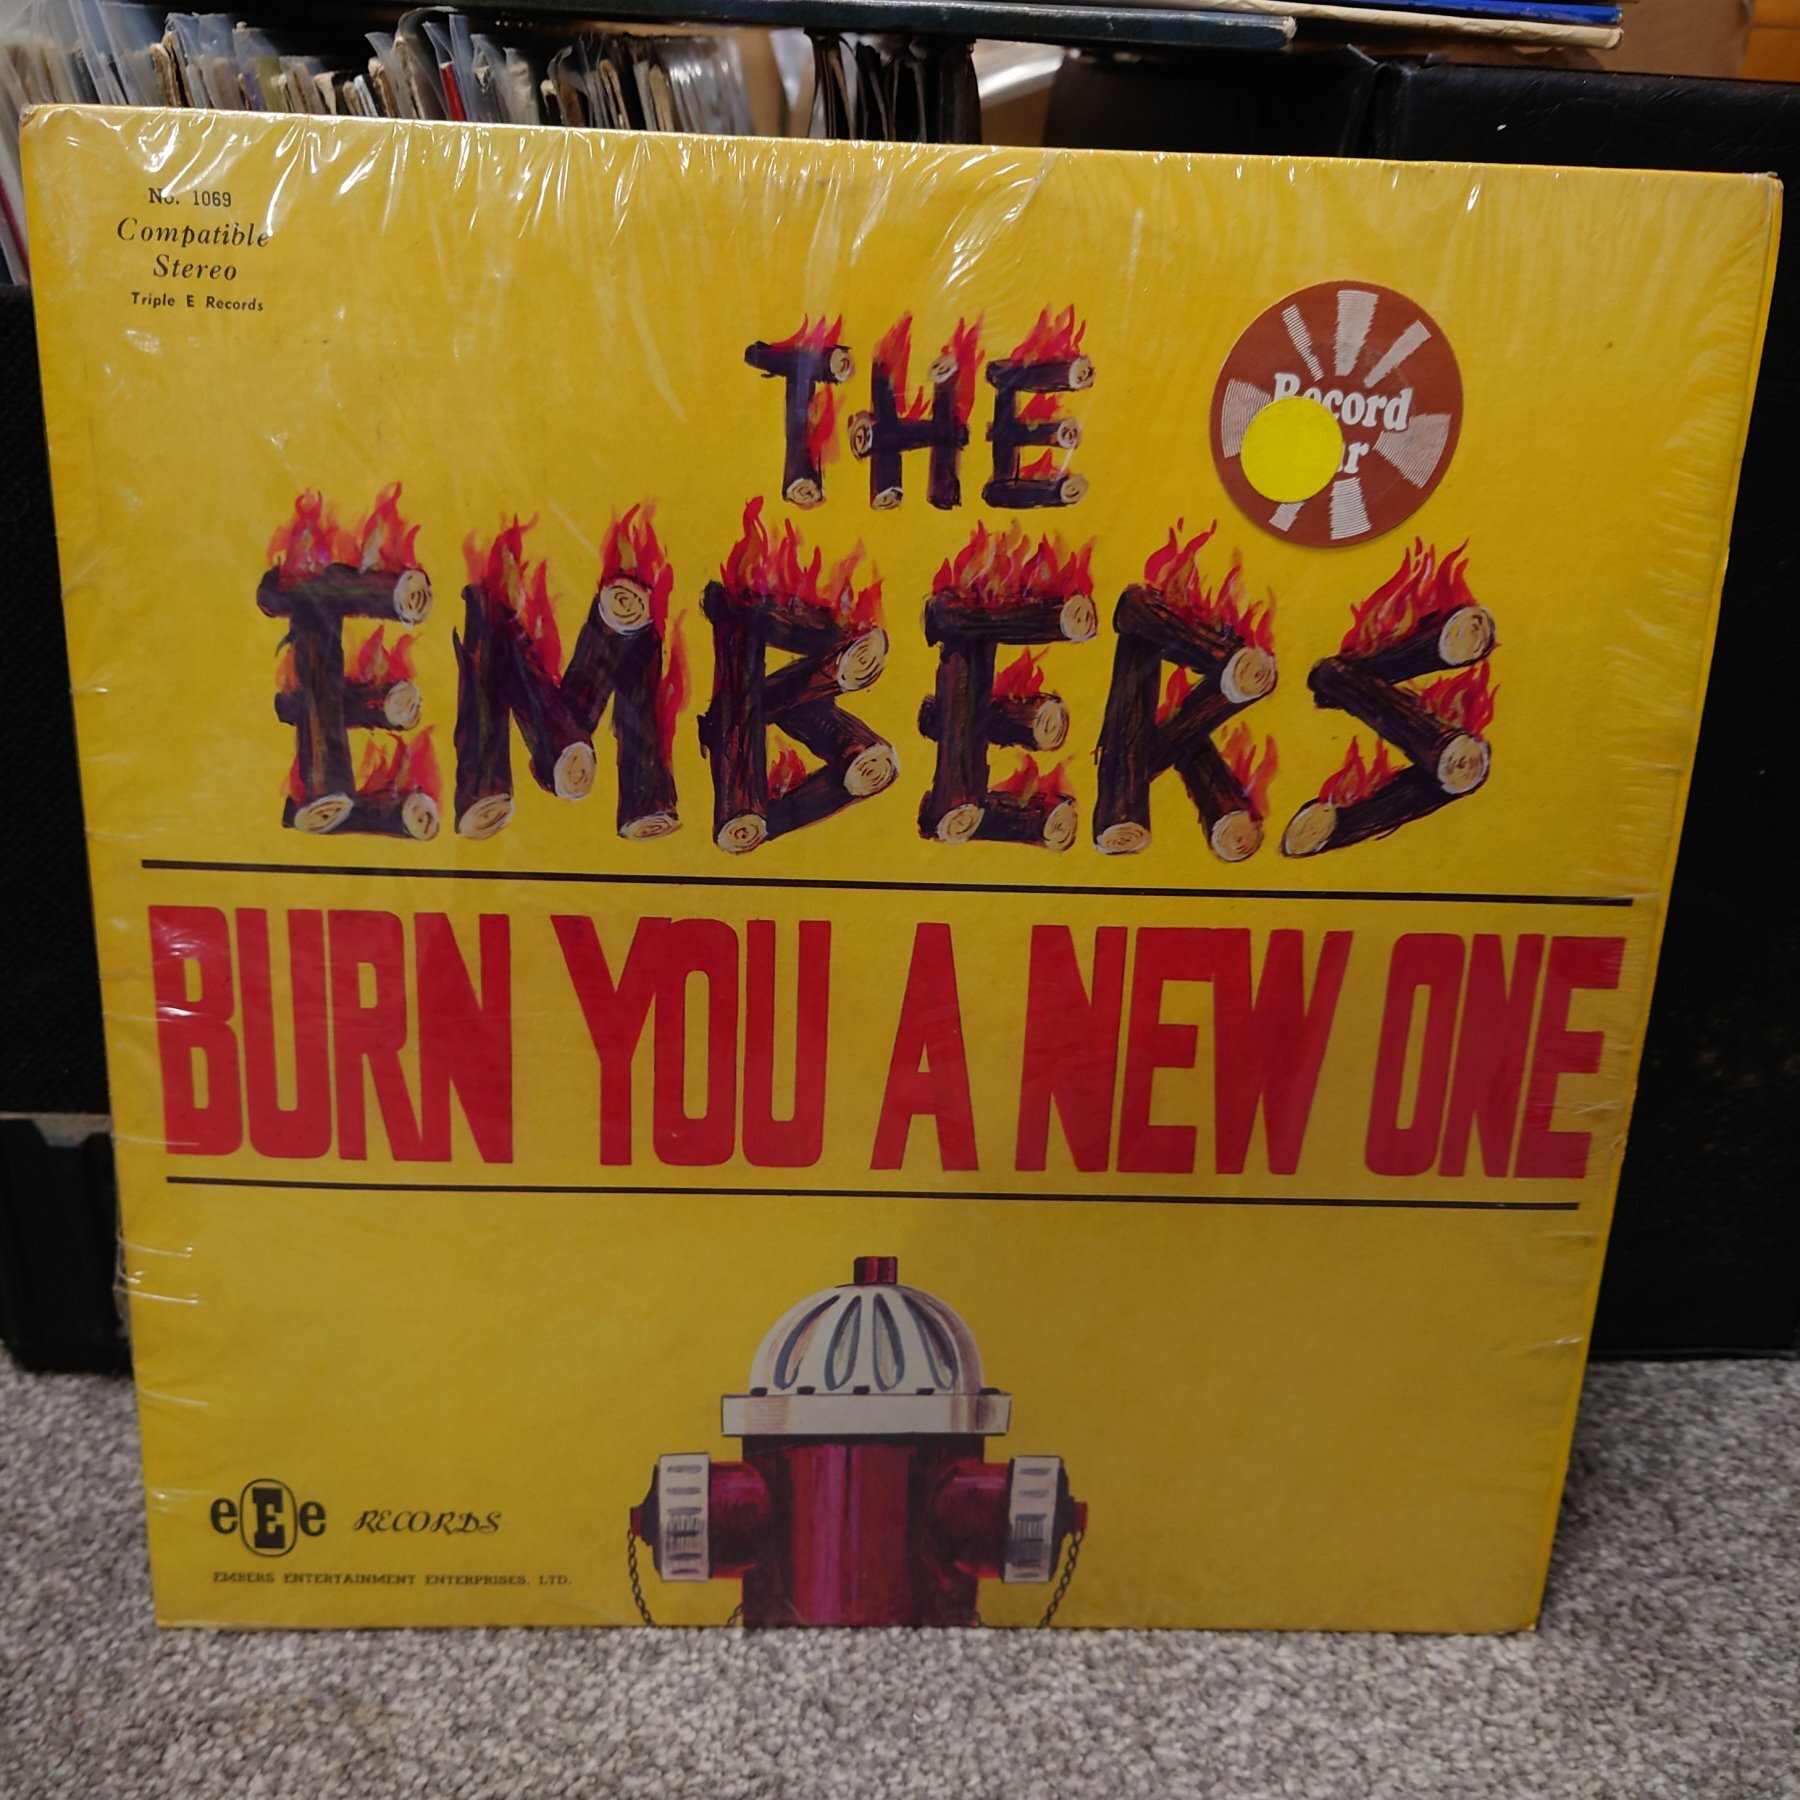 No. 1069
Compatible
Stereo
Triple E Records
THE
Record
EMBERS
BURN YOU A NEW ONE
eEe RECORDS
EMBERS ENTERTAINMENT ENTERPRISES, LTD.